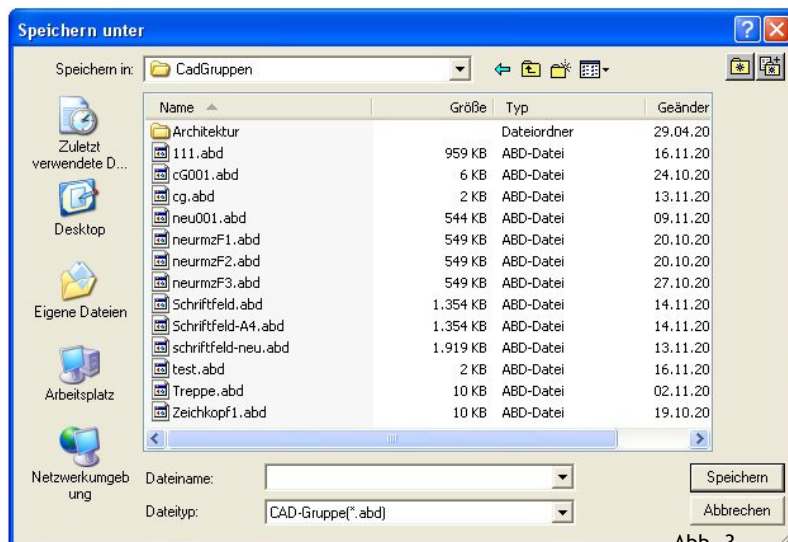 Speichern unter
Speichern in: CadGruppen
Name Größe Typ Geänder
Architektur Dateiordner 29.04.20
111.abd 959 KB ABD-Datei 16.11.20
cG001.abd 6 KB ABD-Datei 24.10.20
cg.abd 2 KB ABD-Datei 13.11.20
neu001.abd 544 KB ABD-Datei 09.11.20
neurmzF1.abd 549 KB ABD-Datei 20.10.20
neurmzF2.abd 549 KB ABD-Datei 20.10.20
neurmzF3.abd 549 KB ABD-Datei 27.10.20
Schriftfeld.abd 1.354 KB ABD-Datei 14.11.20
Schriftfeld-A4.abd 1.354 KB ABD-Datei 14.11.20
schriftfeld-neu.abd 1.919 KB ABD-Datei 13.11.20
test.abd 2 KB ABD-Datei 16.11.20
Treppe.abd 10 KB ABD-Datei 02.11.20
Zeichkopf1.abd 10 KB ABD-Datei 19.10.20
Zuletzt
verwendete D...
Desktop
Eigene Dateien
Arbeitsplatz
Netzwerkumgeb
ung
Dateiname:
Speichern
Dateityp: CAD-Gruppe(*.abd)
Abbrechen
Abb.